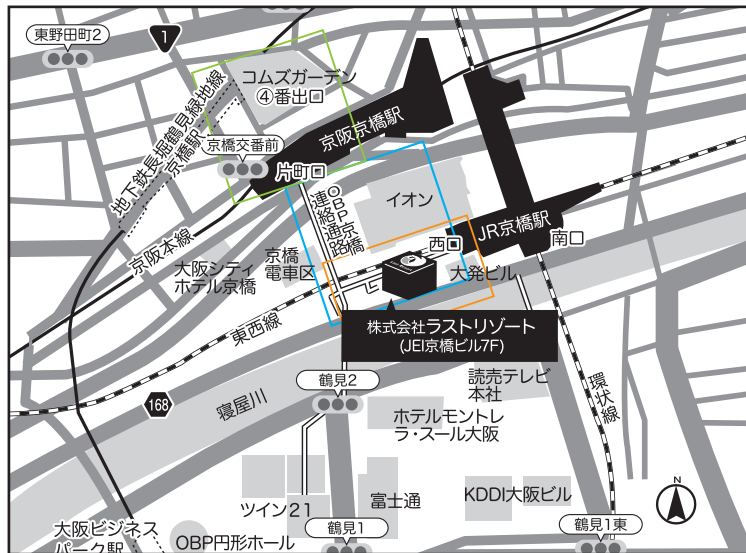 東野田町2
1
コムズガーデン
④番出口
地下鉄長堀鶴見緑地線
京橋駅
京阪京橋駅
京橋交番前
片町口
OBP京橋
連絡通路
イオン
JR京橋駅
西口
南口
京阪本線
大阪シティ
ホテル京橋
京橋
電車区
大発ビル
東西線
株式会社ラストリゾート
(JEI京橋ビル7F)
168
寝屋川
鶴見2
読売テレビ
本社
環状線
ホテルモントレ
ラ・スール大阪
ツイン21
富士通
KDDI大阪ビル
N
大阪ビジネス
パーク駅
OBP円形ホール
鶴見1
鶴見1東